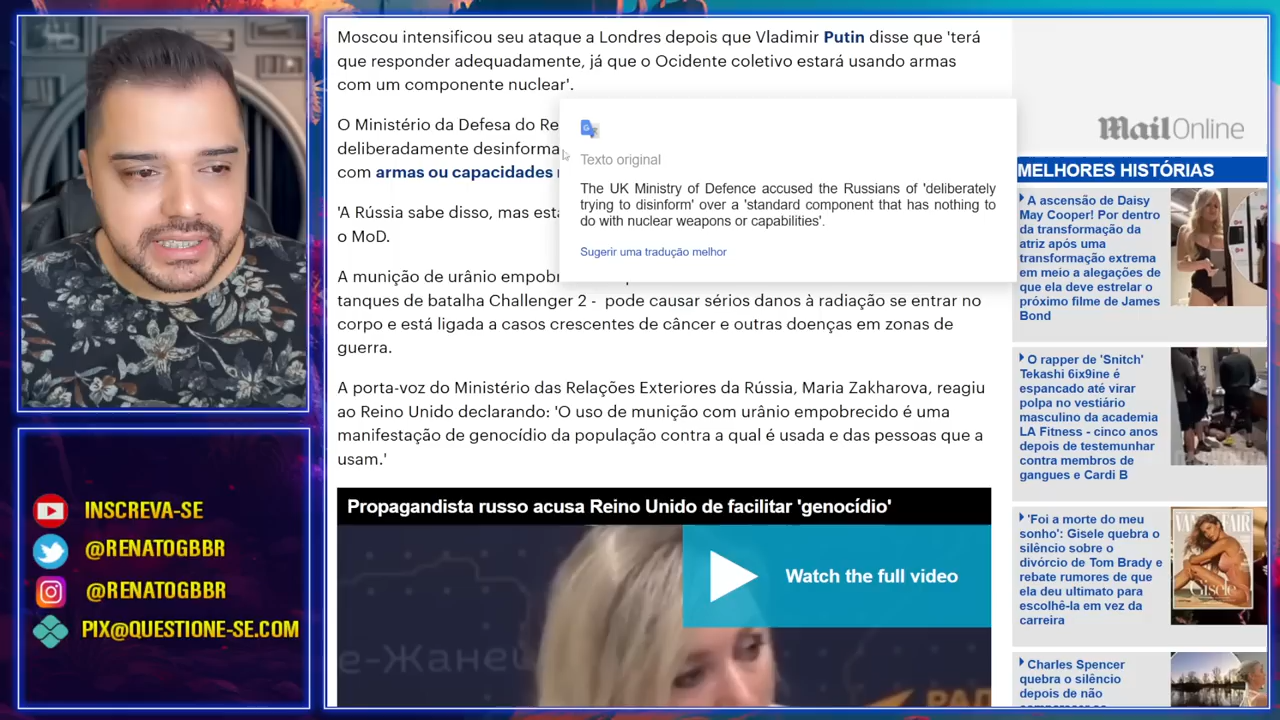 Moscou intensificou seu ataque a Londres depois que Vladimir Putin disse que 'terá
que responder adequadamente, já que o Ocidente coletivo estará usando armas
com um componente nuclear'.
O Ministério da Defesa do Re
deliberadamente desinforma
com armas ou capacidades
'A Rússia sabe disso, mas est
o MoD.
A munição de urânio empob
tanques de batalha Challenger 2 - pode causar sérios danos à radiação se entrar no
corpo e está ligada a casos crescentes de câncer e outras doenças em zonas de
guerra.
A porta-voz do Ministério das Relações Exteriores da Rússia, Maria Zakharova, reagiu
ao Reino Unido declarando: 'O uso de munição com urânio empobrecido é uma
manifestação de genocídio da população contra a qual é usada e das pessoas que a
usam.'
Texto original
The UK Ministry of Defence accused the Russians of 'deliberately
trying to disinform' over a 'standard component that has nothing to
do with nuclear weapons or capabilities'.
Sugerir uma tradução melhor
Propagandista russo acusa Reino Unido de facilitar 'genocídio'
Watch the full video
е-Жанец
РАД
MailOnline
MELHORES HISTÓRIAS
A ascensão de Daisy
May Cooper! Por dentro
da transformação da
atriz após uma
transformação extrema
em meio a alegações de
que ela deve estrelar o
próximo filme de James
Bond
O rapper de 'Snitch'
Tekashi 6ix9ine é
espancado até virar
polpa no vestiário
masculino da academia
LA Fitness - cinco anos
depois de testemunhar
contra membros de
gangues e Cardi B
'Foi a morte do meu
sonho': Gisele quebra o
silêncio sobre o
divórcio de Tom Brady e
rebate rumores de que
ela deu ultimato para
escolhê-la em vez da
carreira
VANITY FAIR
Gisele
Charles Spencer
quebra o silêncio
depois de não
INSCREVA-SE
@RENATOGBBR
@RENATOGBBR
PIX@QUESTIONE-SE.COM